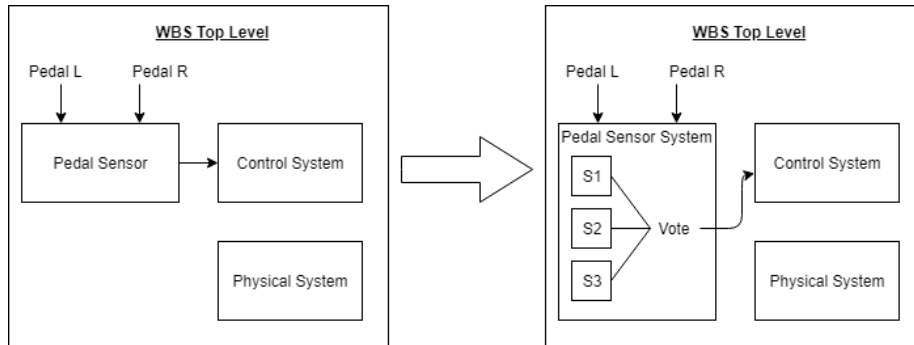 WBS Top Level
Pedal L
Pedal R
Pedal Sensor
Control System
Physical System
WBS Top Level
Pedal L
Pedal R
Pedal Sensor System
S1
S2
S3
Vote
Control System
Physical System